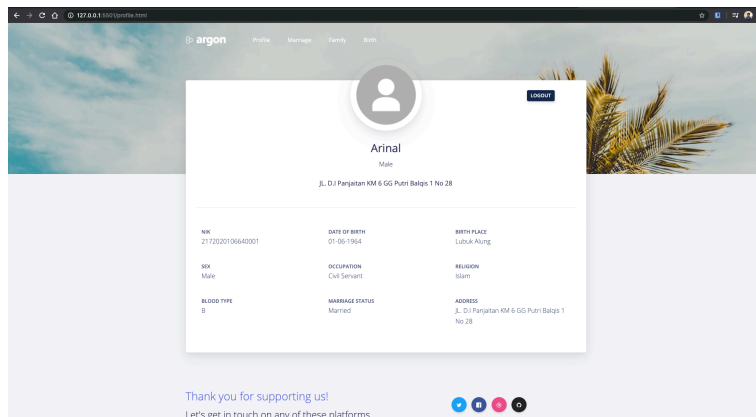 127.0.0.1:5501/profile.html
argon Profile Marriage Family Birth
LOGOUT
Arinal
Male
JL. D.I Panjaitan KM 6 GG Putri Balqis 1 No 28
NIK DATE OF BIRTH BIRTH PLACE
2172020106640001 01-06-1964 Lubuk Alung
SEX OCCUPATION RELIGION
Male Civil Servant Islam
BLOOD TYPE MARRIAGE STATUS ADDRESS
B Married JL. D.I Panjaitan KM 6 GG Putri Balqis 1
No 28
Thank you for supporting us!
Let's get in touch on any of these platforms.